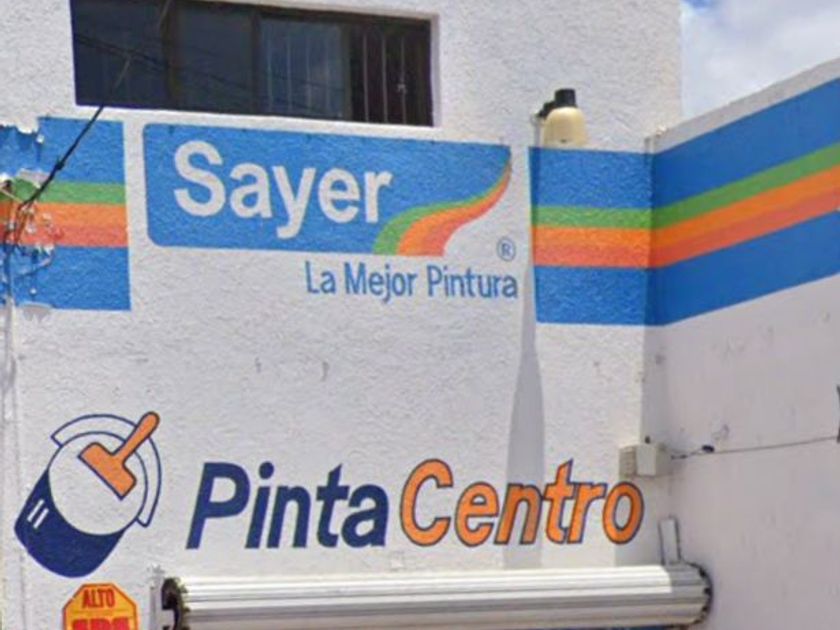 Sayer
®
La Mejor Pintura
PintaCentro
ALTO